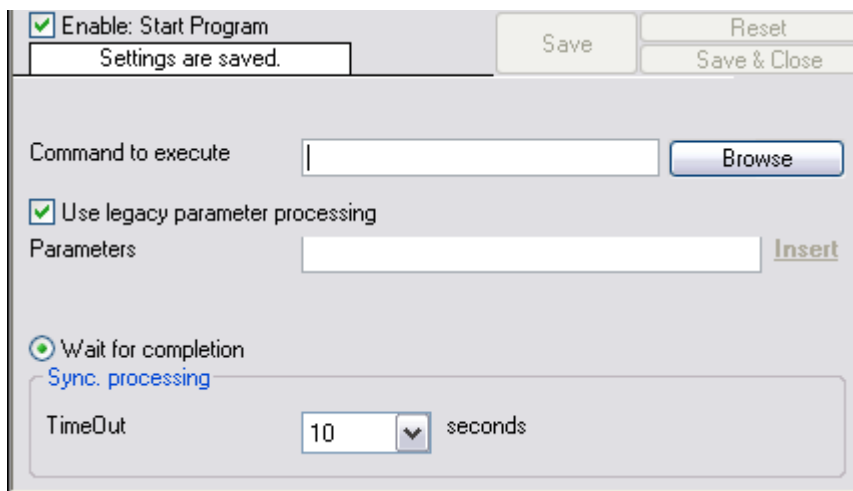 Enable: Start Program
Settings are saved.
Save
Reset
Save & Close
Command to execute
Browse
Use legacy parameter processing
Parameters
Insert
Wait for completion
Sync. processing
TimeOut 10 seconds